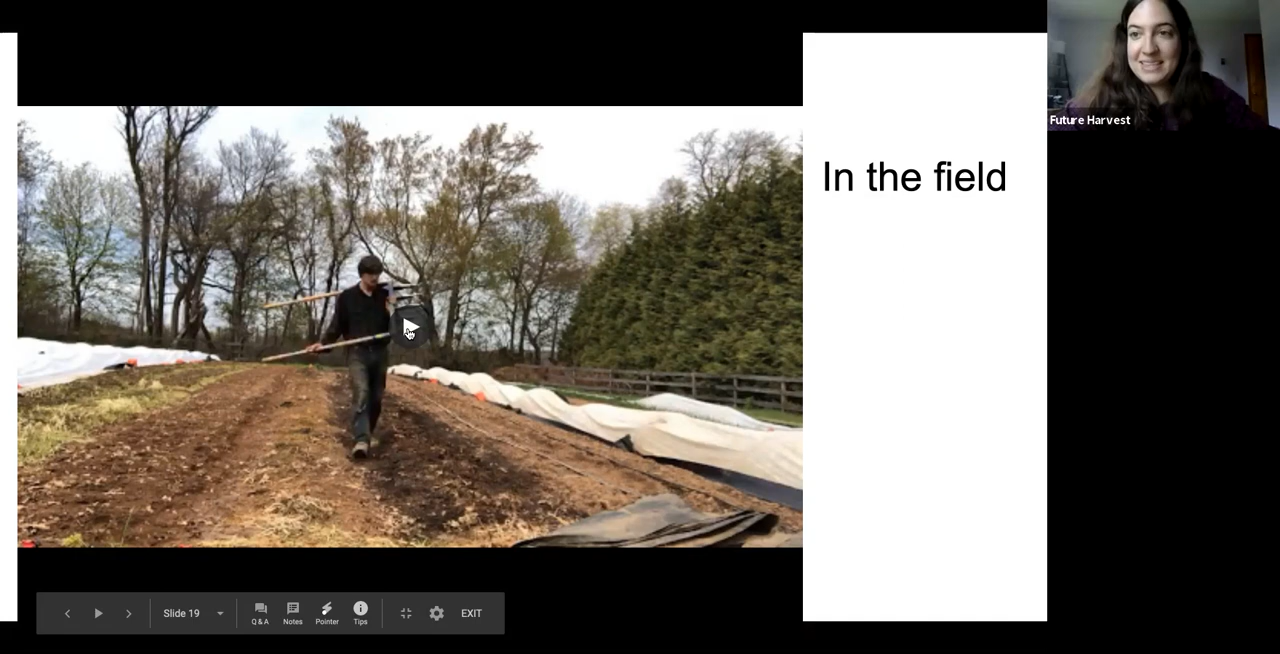 In the field
Future Harvest
Slide 19
Q & A
Notes
Pointer
Tips
EXIT